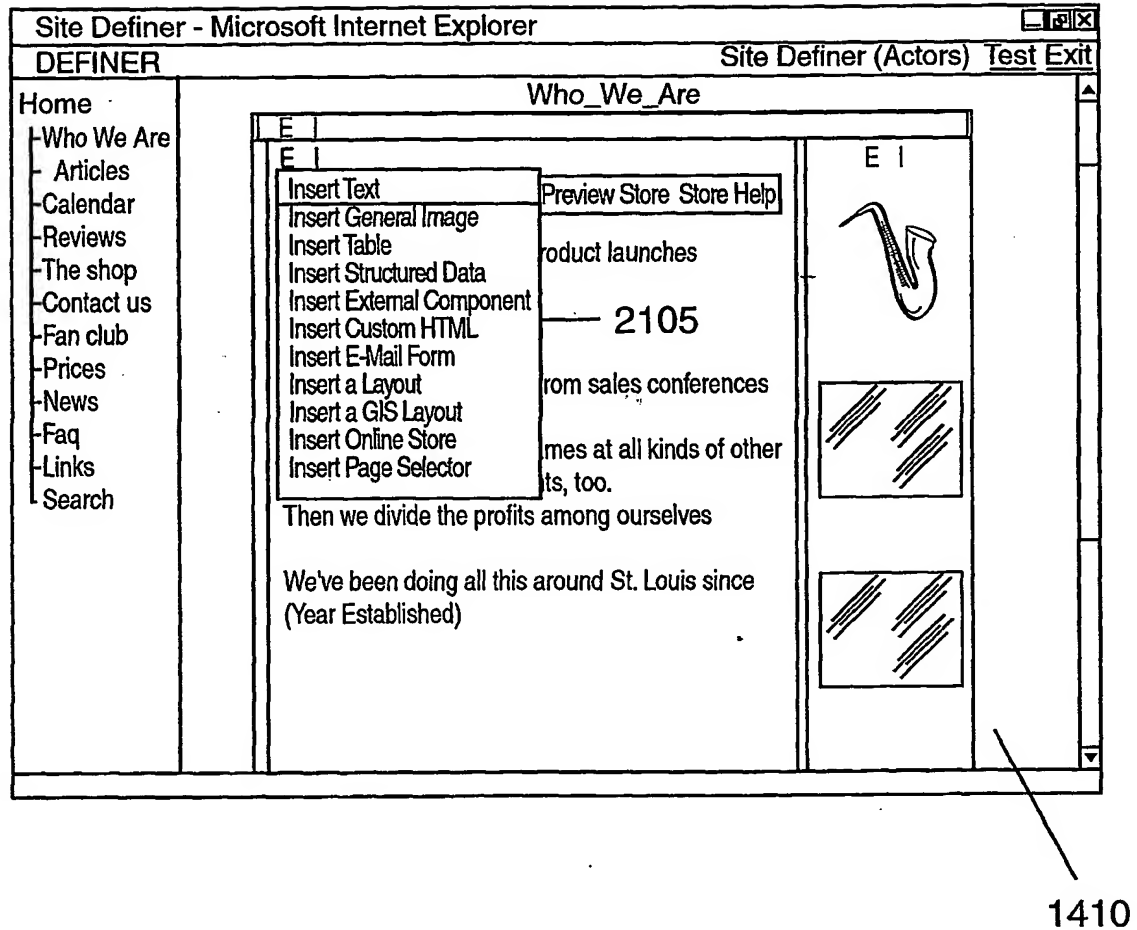 Site Definer - Microsoft Internet Explorer
DEFINER
Site Definer (Actors) Test Exit
Home
Who We Are
Articles
Calendar
Reviews
The shop
Contact us
Fan club
Prices
News
Faq
Links
Search
Who_We_Are
E I
E I
E I
Insert Text
Insert General Image
Insert Table
Insert Structured Data
Insert External Component
Insert Custom HTML
Insert E-Mail Form
Insert a Layout
Insert a GIS Layout
Insert Online Store
Insert Page Selector
Preview Store Store Help
roduct launches
2105
rom sales conferences
mes at all kinds of other
ts, too.
Then we divide the profits among ourselves
We've been doing all this around St. Louis since
(Year Established)
1410